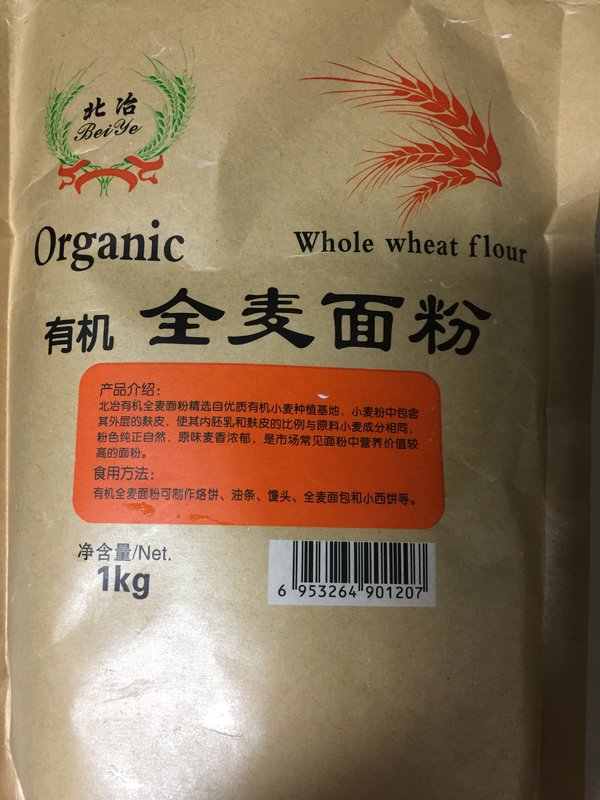 北冶
BeiYe
Organic
Whole wheat flour
有机 全麦面粉
产品介绍：
北冶有机全麦面粉精选自优质有机小麦种植基地，小麦粉中包含
其外层的麸皮，使其内胚乳和麸皮的比例与原料小麦成分相同，
粉色纯正自然，原味麦香浓郁，是市场常见面粉中营养价值较
高的面粉。
食用方法：
有机全麦面粉可制作烙饼、油条、馒头、全麦面包和小西饼等。
净含量/Net.
1kg
6 953264 901207